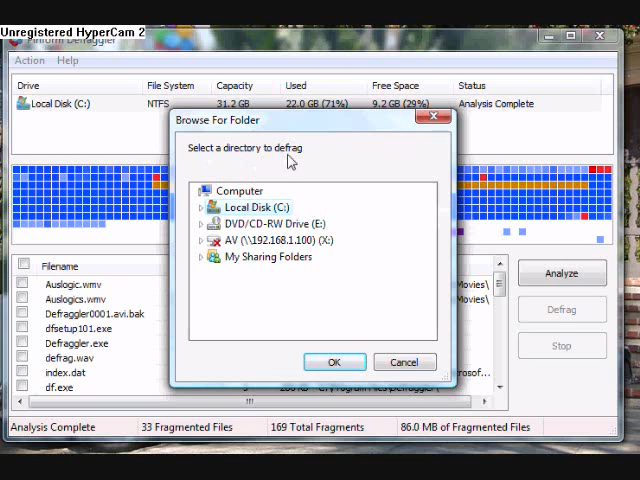 Unregistered HyperCam 2
Piriform Defraggler
Action Help
Drive File System Capacity Used Free Space Status
Local Disk (C:) NTFS 31.2 GB 22.0 GB (71%) 9.2 GB (29%) Analysis Complete
Browse For Folder
Select a directory to defrag
Computer
Local Disk (C:)
DVD/CD-RW Drive (E:)
AV (\\192.168.1.100) (X:)
My Sharing Folders
OK Cancel
Filename
Auslogic.wmv Movies\
Auslogics.wmv Movies\
Defraggler0001.avi.bak
dfsetup101.exe
Defraggler.exe
defrag.wav
index.dat
df.exe
Analyze
Defrag
Stop
Analysis Complete 33 Fragmented Files 169 Total Fragments 86.0 MB of Fragmented Files